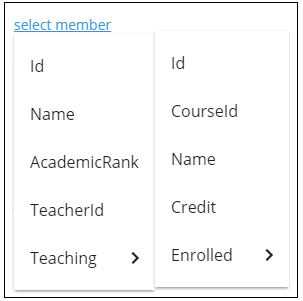 select member
Id
Name
AcademicRank
TeacherId
Teaching
Id
CourseId
Name
Credit
Enrolled